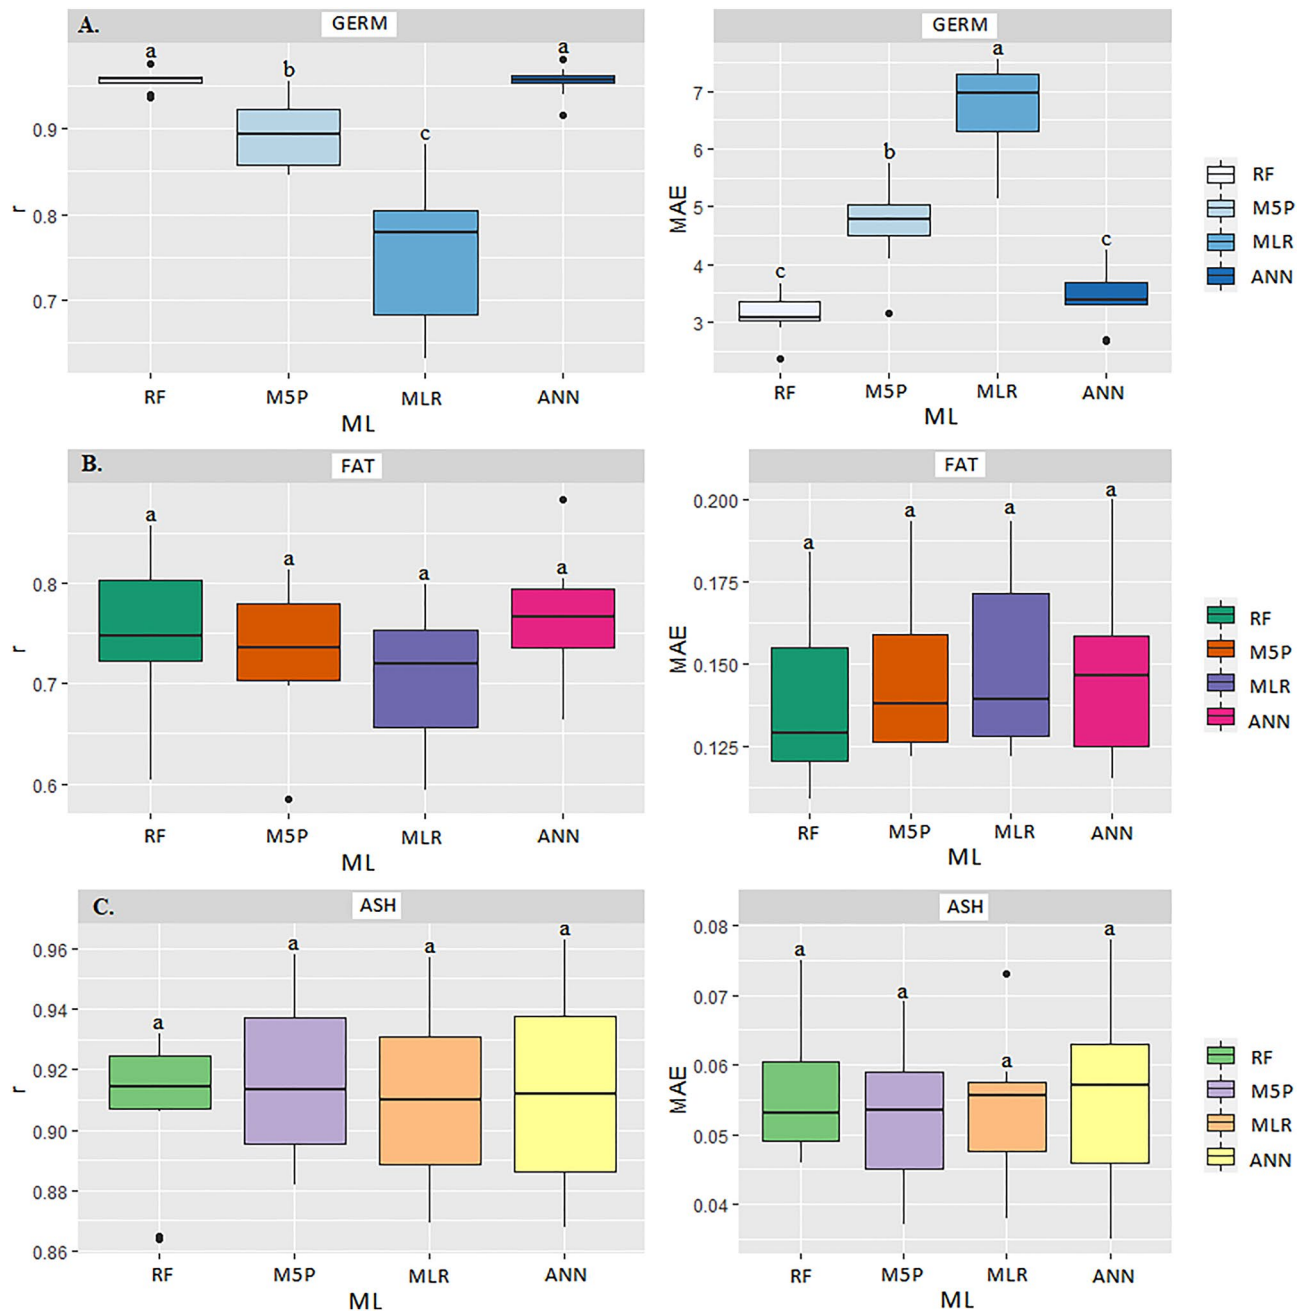 A.
GERM
a
b
c
a
0.9
0.8
0.7
r
RF M5P MLR ANN
ML
GERM
c
b
a
c
7
6
5
4
3
MAE
RF M5P MLR ANN
ML
RF
M5P
MLR
ANN
B.
FAT
a
a
a
a
0.8
0.7
0.6
r
RF M5P MLR ANN
ML
FAT
a
a
a
a
0.200
0.175
0.150
0.125
MAE
RF M5P MLR ANN
ML
RF
M5P
MLR
ANN
C.
ASH
a
a
a
a
0.96
0.94
0.92
0.90
0.88
0.86
r
RF M5P MLR ANN
ML
ASH
a
a
a
a
0.08
0.07
0.06
0.05
0.04
MAE
RF M5P MLR ANN
ML
RF
M5P
MLR
ANN